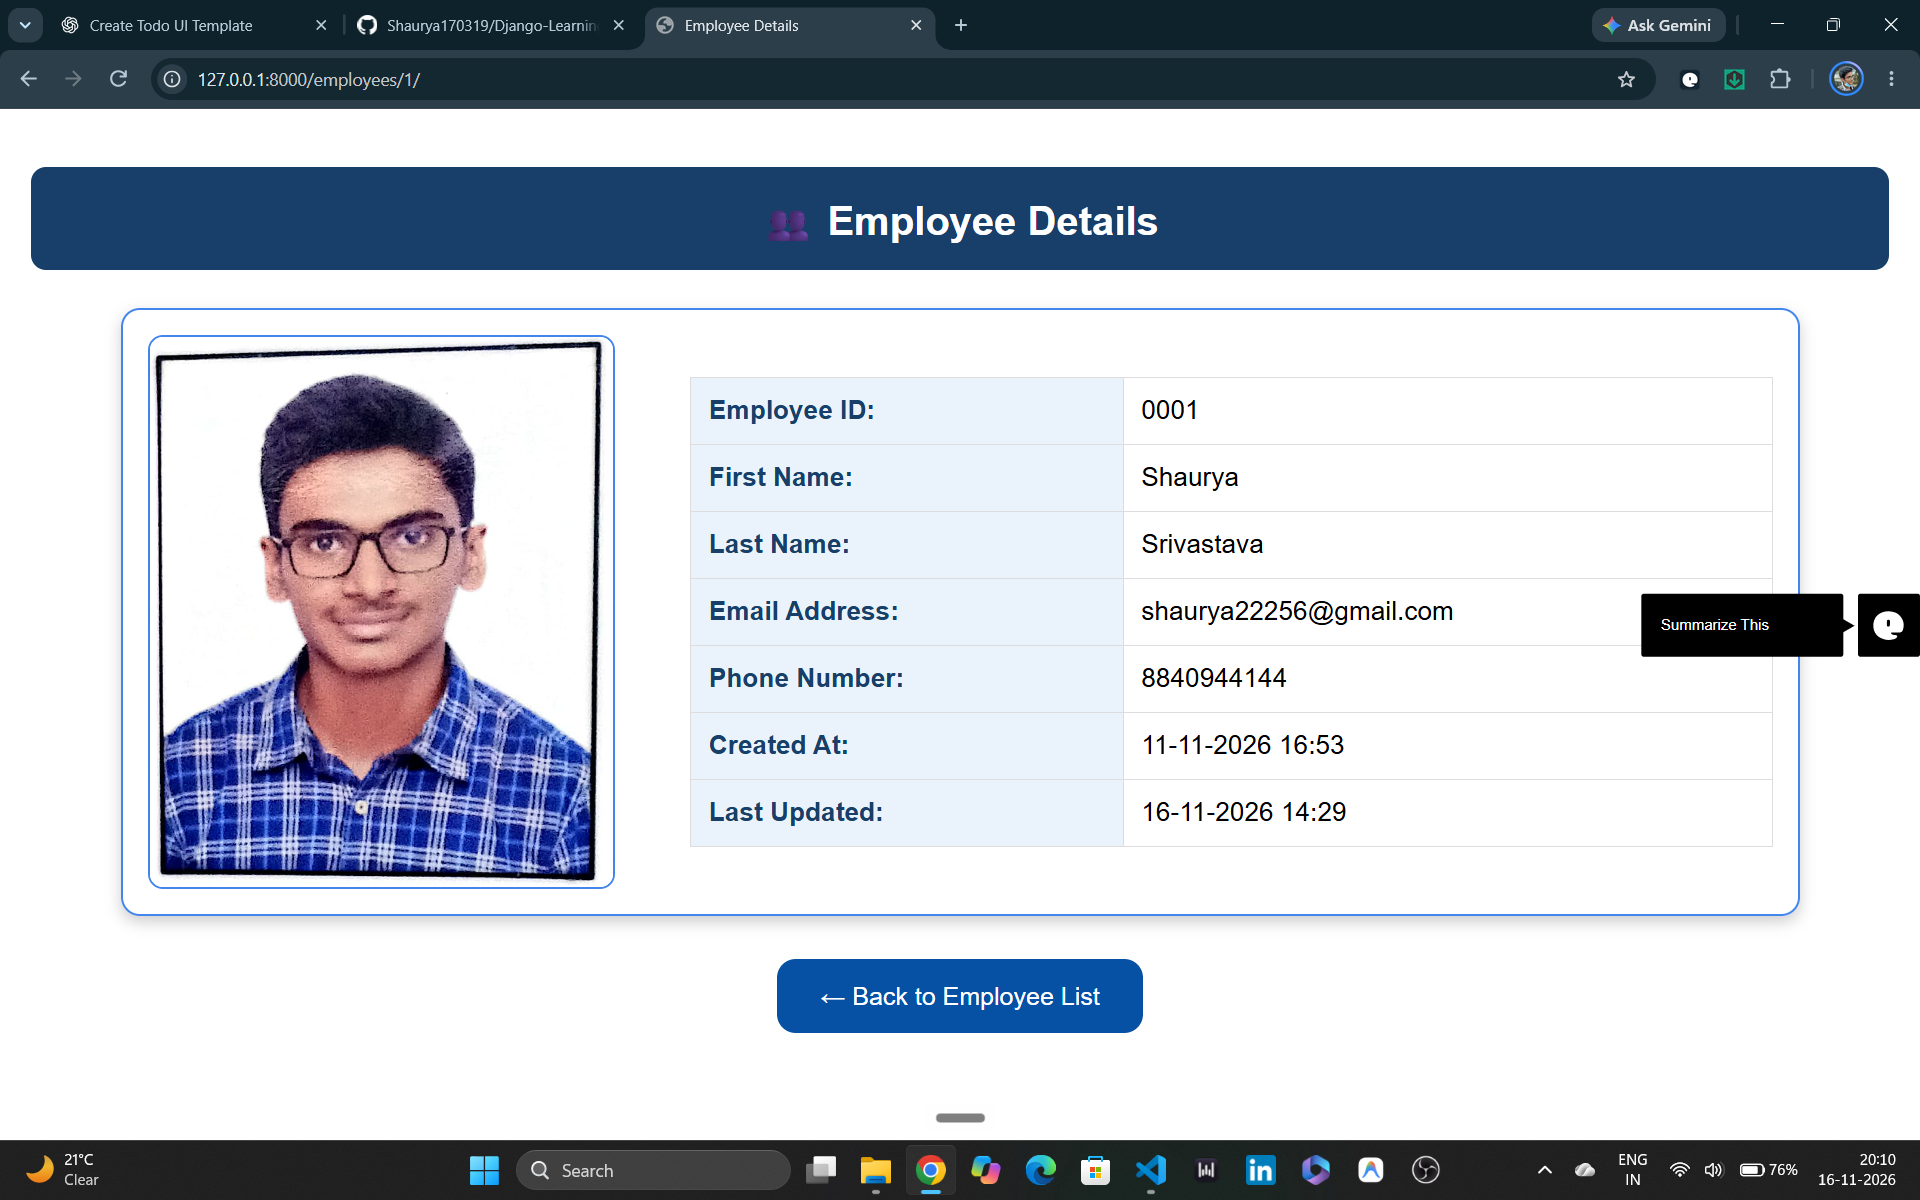 Create Todo UI Template
Shaurya170319/Django-Learnin
Employee Details
Ask Gemini
127.0.0.1:8000/employees/1/
Employee Details
Employee ID: 0001
First Name: Shaurya
Last Name: Srivastava
Email Address: shaurya22256@gmail.com
Phone Number: 8840944144
Created At: 11-11-2026 16:53
Last Updated: 16-11-2026 14:29
Summarize This
← Back to Employee List
21°C
Clear
Search
ENG
IN
76%
20:10
16-11-2026